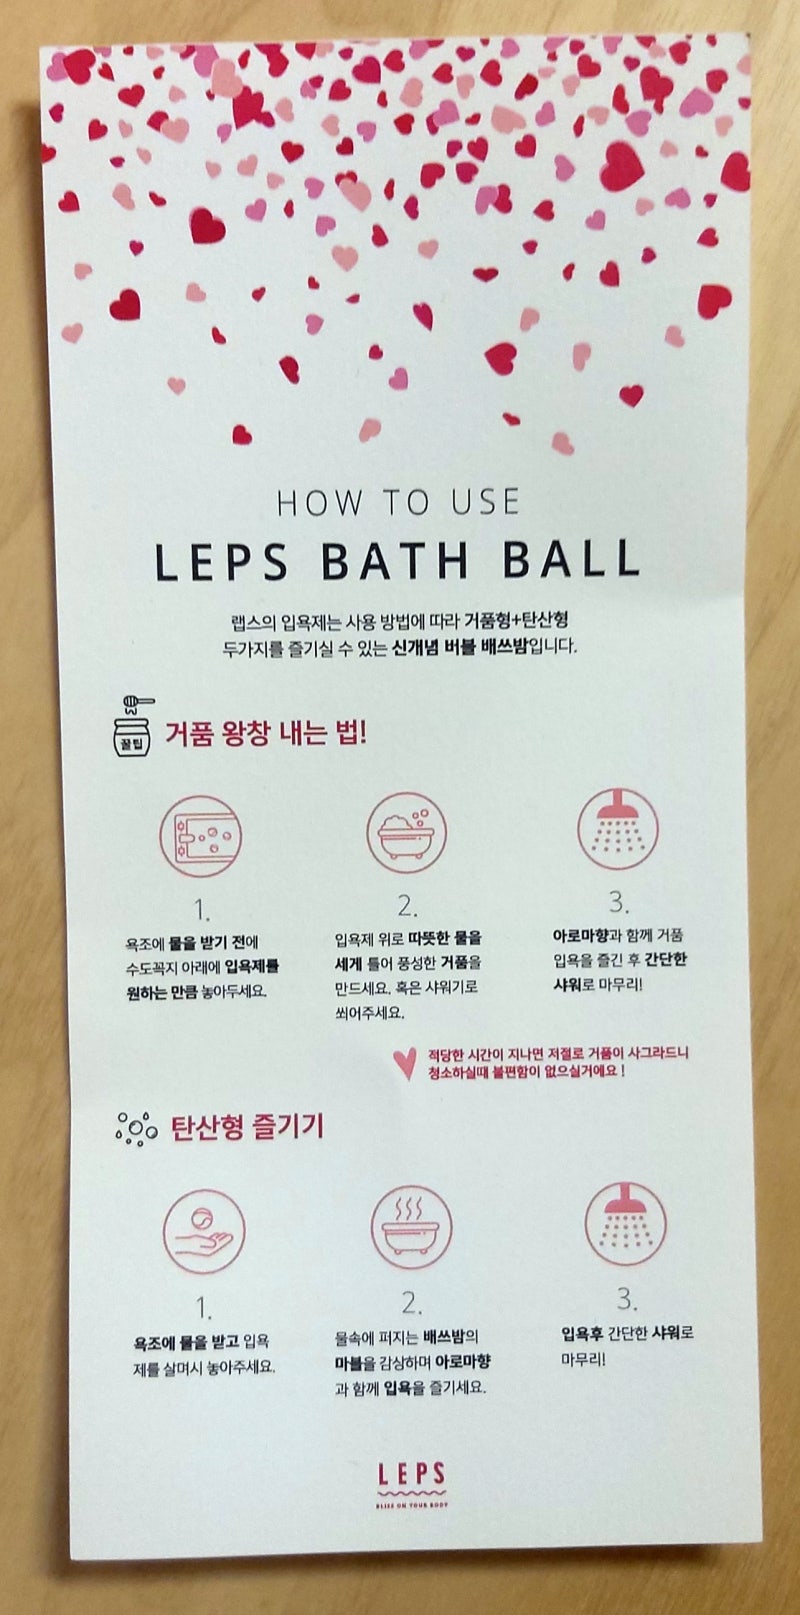 HOW TO USE
LEPS BATH BALL
랩스의 입욕제는 사용 방법에 따라 거품형+탄산형
두가지를 즐기실 수 있는 신개념 버블 배쓰밤입니다.
꿀팁
거품 왕창 내는 법!
1.
욕조에 물을 받기 전에
수도꼭지 아래에 입욕제를
원하는 만큼 놓아두세요.
2.
입욕제 위로 따뜻한 물을
세게 틀어 풍성한 거품을
만드세요. 혹은 샤워기로
쐬어주세요.
3.
아로마향과 함께 거품
입욕을 즐긴 후 간단한
샤워로 마무리!
적당한 시간이 지나면 저절로 거품이 사그라드니
청소하실때 불편함이 없으실거에요 !
탄산형 즐기기
1.
욕조에 물을 받고 입욕
제를 살며시 놓아주세요.
2.
물속에 퍼지는 배쓰밤의
마블을 감상하며 아로마향
과 함께 입욕을 즐기세요.
3.
입욕후 간단한 샤워로
마무리!
LEPS
BLISS ON YOUR BODY